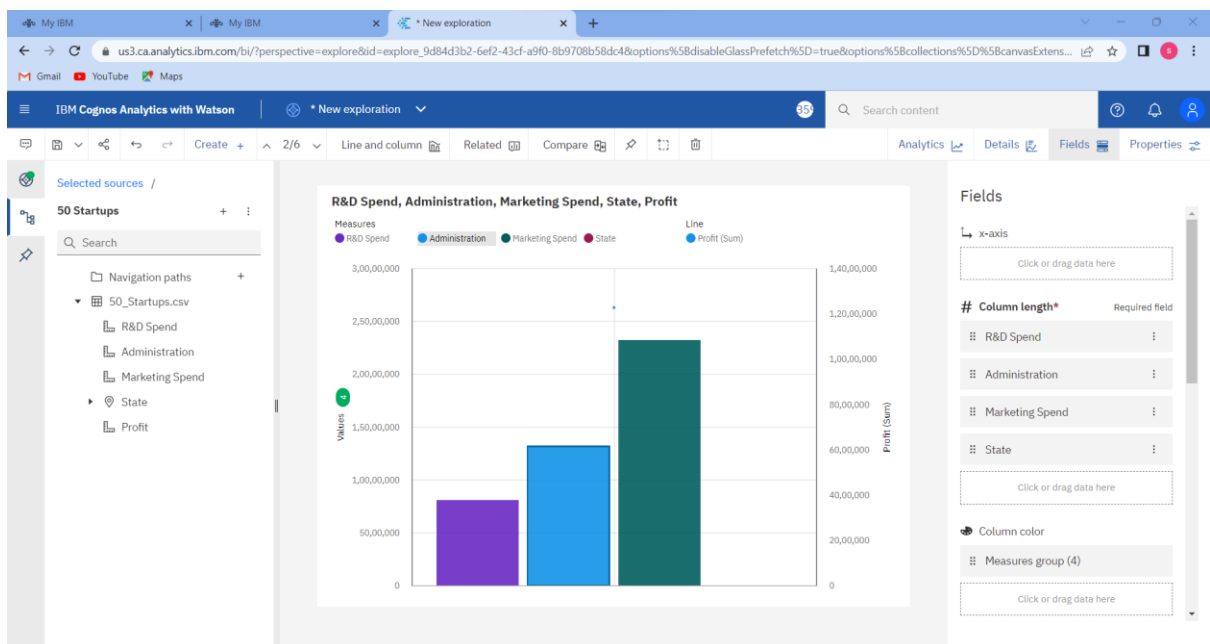 My IBM
My IBM
* New exploration
us3.ca.analytics.ibm.com/bi/?perspective=explore&id=explore_9d84d3b2-6ef2-43cf-a9f0-8b9708b58dc4&options%5BdisableGlassPrefetch%5D=true&options%5Bcollections%5D%5BcanvasExtens...
Gmail YouTube Maps
IBM Cognos Analytics with Watson
* New exploration
Search content
Create + 2/6 Line and column Related Compare Analytics Details Fields Properties
Selected sources /
50 Startups
Search
Navigation paths
50_Startups.csv
R&D Spend
Administration
Marketing Spend
State
Profit
R&D Spend, Administration, Marketing Spend, State, Profit
Measures Line
R&D Spend Administration Marketing Spend State Profit (Sum)
3,00,00,000
2,50,00,000
2,00,00,000
1,50,00,000
1,00,00,000
50,00,000
0
Values
1,40,00,000
1,20,00,000
1,00,00,000
80,00,000
60,00,000
40,00,000
20,00,000
0
Profit (Sum)
Fields
x-axis
Click or drag data here
# Column length* Required field
R&D Spend
Administration
Marketing Spend
State
Click or drag data here
Column color
Measures group (4)
Click or drag data here